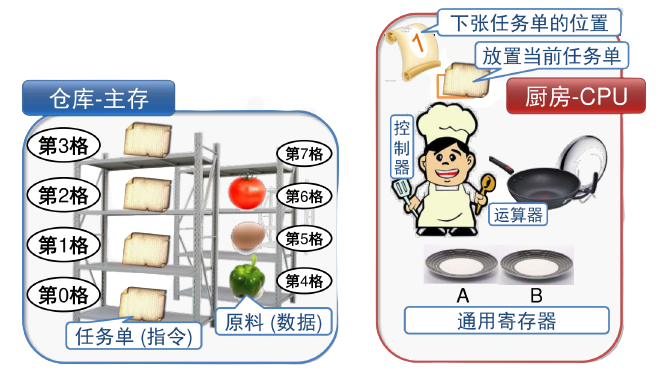 仓库-主存
第3格
第2格
第1格
第0格
第7格
第6格
第5格
第4格
任务单 (指令)
原料 (数据)
1
下张任务单的位置
放置当前任务单
厨房-CPU
控制器
运算器
A
B
通用寄存器